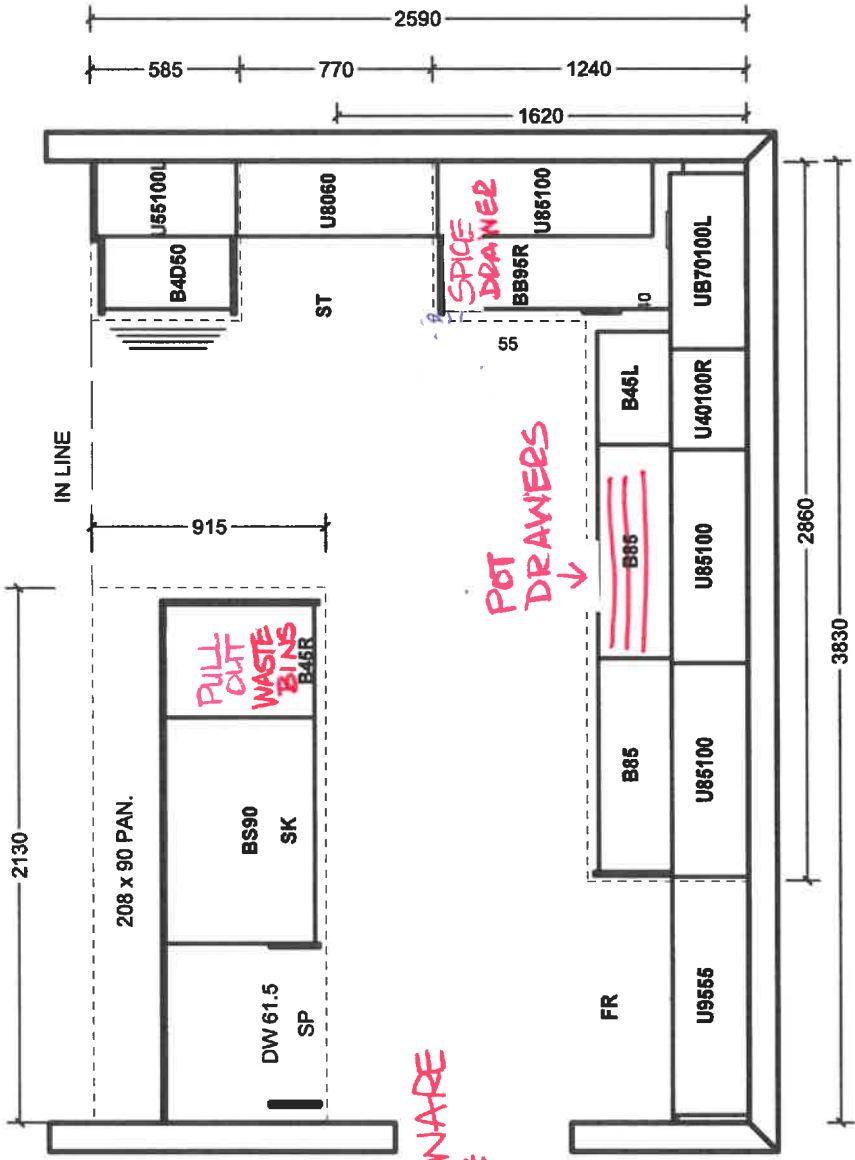 2590
585
770
1240
1620
U55100L
U8060
U85100
B4D50
ST
SPICE
DRAWER
BB95R
UB70100L
40
55
B45L
U40100R
IN LINE
915
POT
DRAWERS
B85
U85100
2860
3830
2130
208 x 90 PAN.
PULL
OUT
WASTE
BINS
B45R
BS90
SK
B85
U85100
DW 61.5
SP
FR
U9555